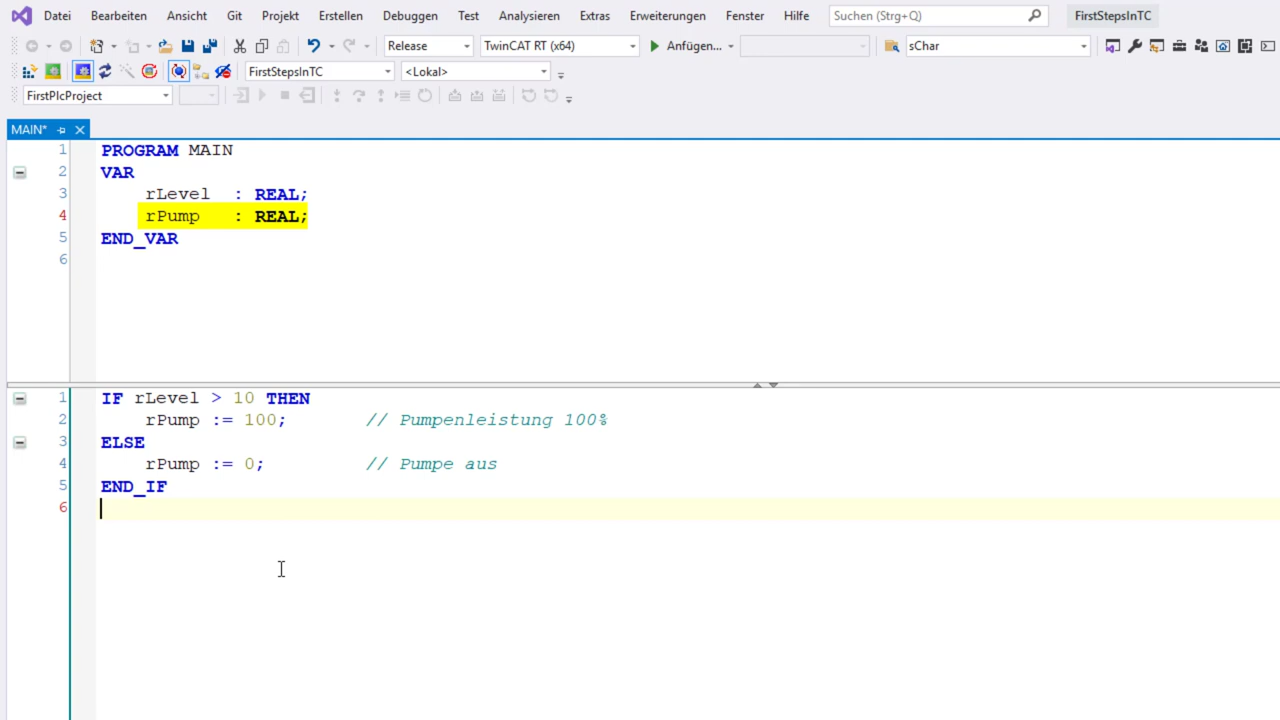 Datei Bearbeiten Ansicht Git Projekt Erstellen Debuggen Test Analysieren Extras Erweiterungen Fenster Hilfe Suchen (Strg+Q) FirstStepsInTC
Release TwinCAT RT (x64) Anfügen... sChar
FirstStepsInTC <Lokal>
FirstPlcProject
MAIN*
1 PROGRAM MAIN
2 VAR
3 rLevel : REAL;
4 rPump : REAL;
5 END_VAR
6
1 IF rLevel > 10 THEN
2 rPump := 100; // Pumpenleistung 100%
3 ELSE
4 rPump := 0; // Pumpe aus
5 END_IF
6